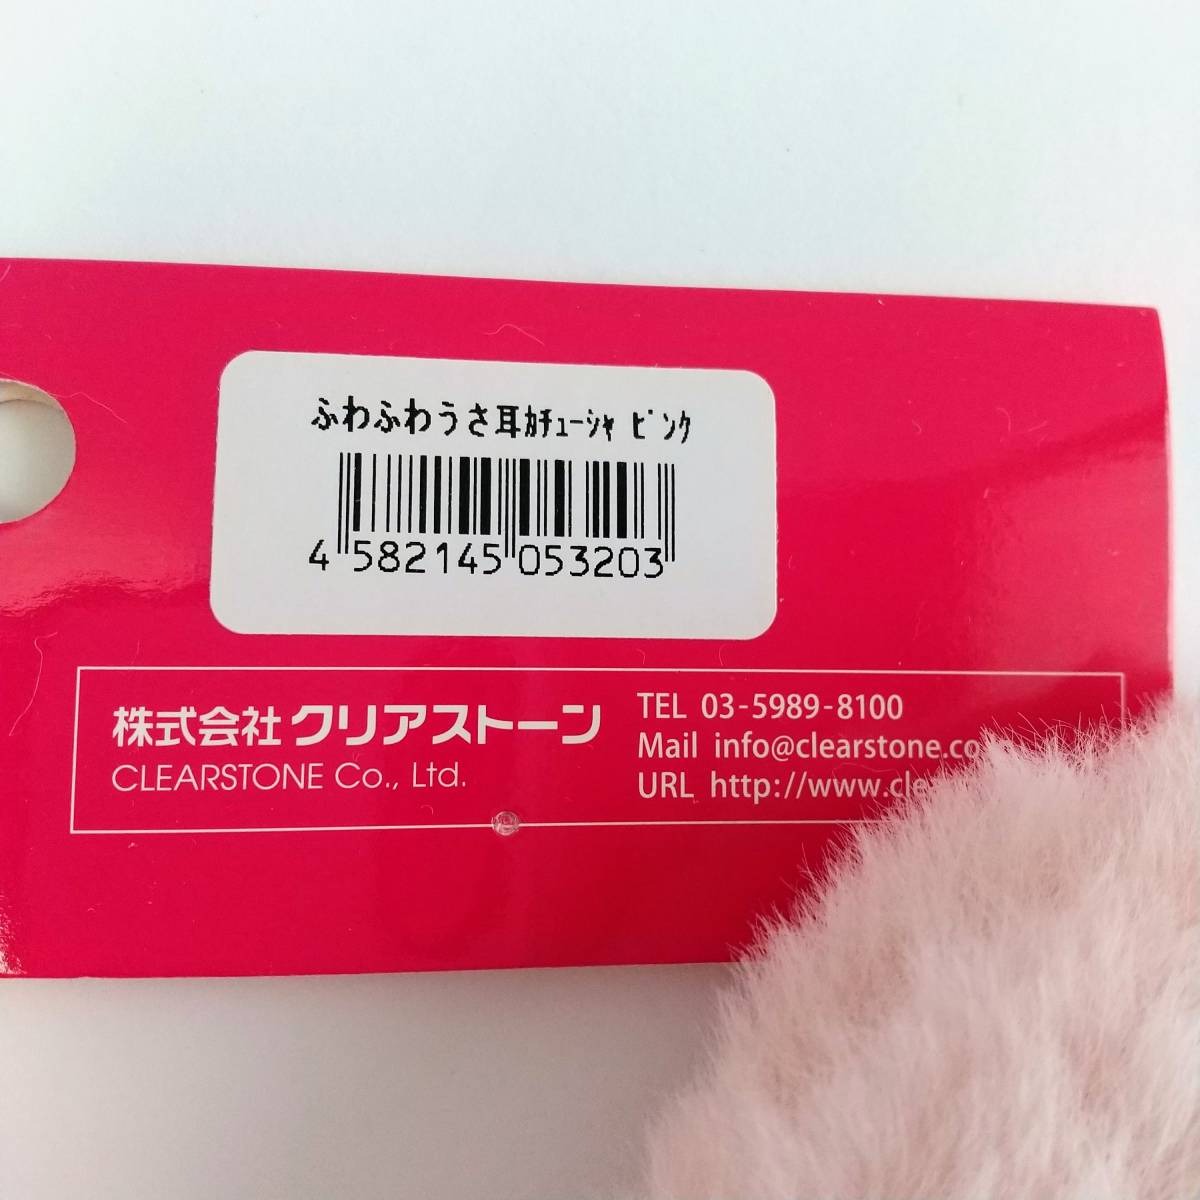 ふわふわうさ耳ｶﾁｭｰｼｬ ﾋﾟﾝｸ
4 582145 053203
株式会社クリアストーン
CLEARSTONE Co., Ltd.
TEL 03-5989-8100
Mail info@clearstone.co
URL http://www.cle